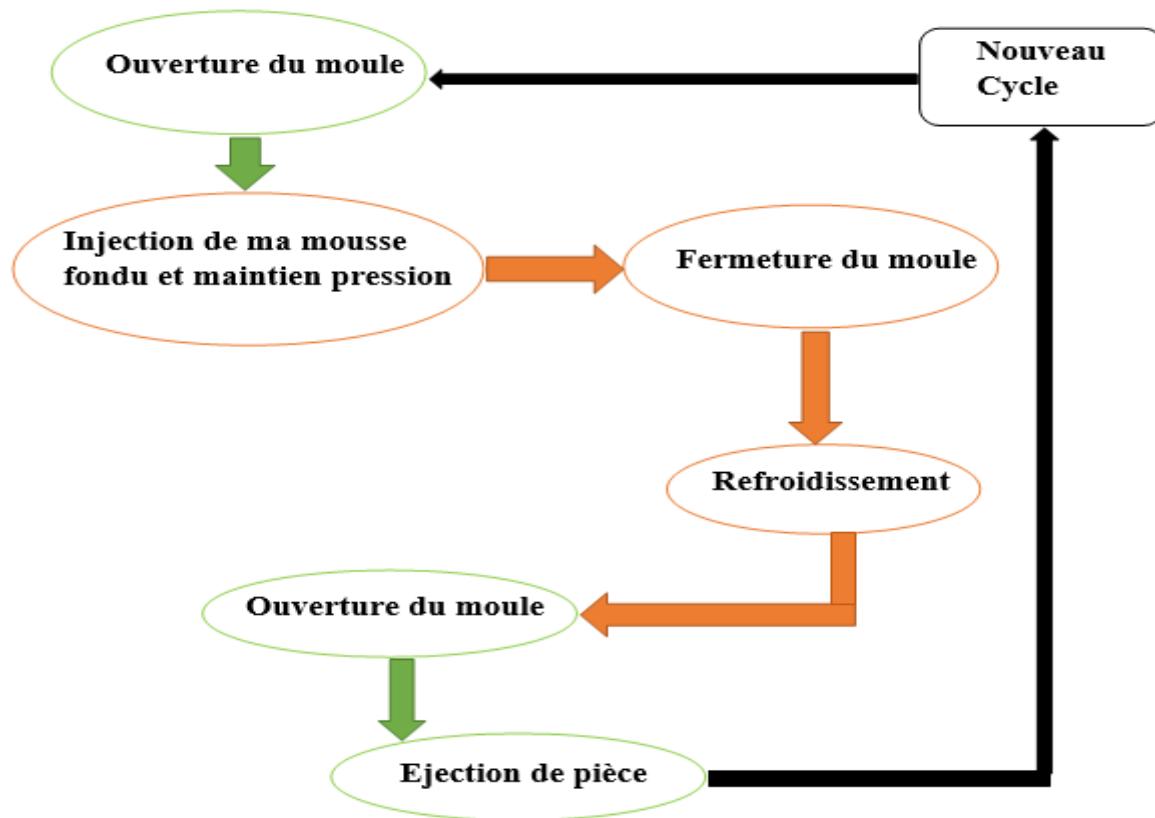 Ouverture du moule
Nouveau
Cycle
Injection de ma mousse
fondu et maintien pression
Fermeture du moule
Refroidissement
Ouverture du moule
Ejection de pièce